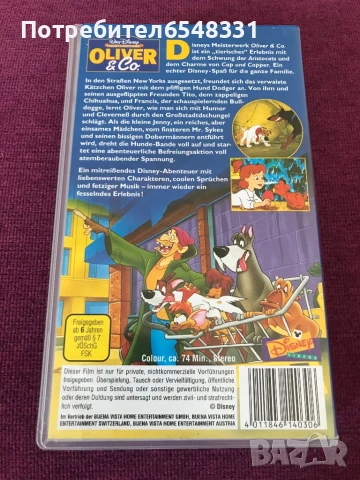 Потребител 6548351
Walt Disney
OLIVER
& Co.
Disneys Meisterwerk Oliver & Co.
ist ein „tierisches“ Erlebnis mit
dem Schwung der Aristocats und
dem Charme von Cap und Capper. Ein
echter Disney-Spaß für die ganze Familie.
In den Straßen New Yorks ausgesetzt, freundet sich das verwaiste
Kätzchen Oliver mit dem pfiffigen Hund Dodger an. Von ihm und
seinen ausgeflippten Freunden Tito, dem zappeligen
Chihuahua, und Francis, der schauspielernden Bull-
dogge, lernt Oliver, wie man sich mit Humor
und Cleverneß durch den Großstadtdschungel
schlägt. Als die kleine Jenny, ein reiches, aber
einsames Mädchen, vom finsteren Mr. Sykes
und seinen bissigen Dobermännern entführt
wird, dreht die Hunde-Bande voll auf und star-
tet eine abenteuerliche Befreiungsaktion voll
atemberaubender Spannung.
Ein mitreißendes Disney-Abenteuer mit
liebenswerten Charakteren, coolen Sprüchen
und fetziger Musik – immer wieder ein
fesselndes Erlebnis!
Freigegeben
ab 6 Jahren
gemäß § 7
JÖSchG
FSK
Colour, ca. 74 Min., Stereo
Disney
VIDEOS
Dieser Film ist nur für private, nichtkommerzielle Vorführungen
freigegeben. Überspielung, Tausch oder Vervielfältigung, öffentliche
Vorführung und Sendung oder sonstige gewerbliche Nutzung
oder deren Duldung sind untersagt und werden zivil- und strafrecht-
lich verfolgt.
© Disney
Im Vertrieb der BUENA VISTA HOME ENTERTAINMENT GMBH, BUENA VISTA HOME
ENTERTAINMENT SWITZERLAND, BUENA VISTA HOME ENTERTAINMENT AUSTRIA
4 011846 140306
BAZAR